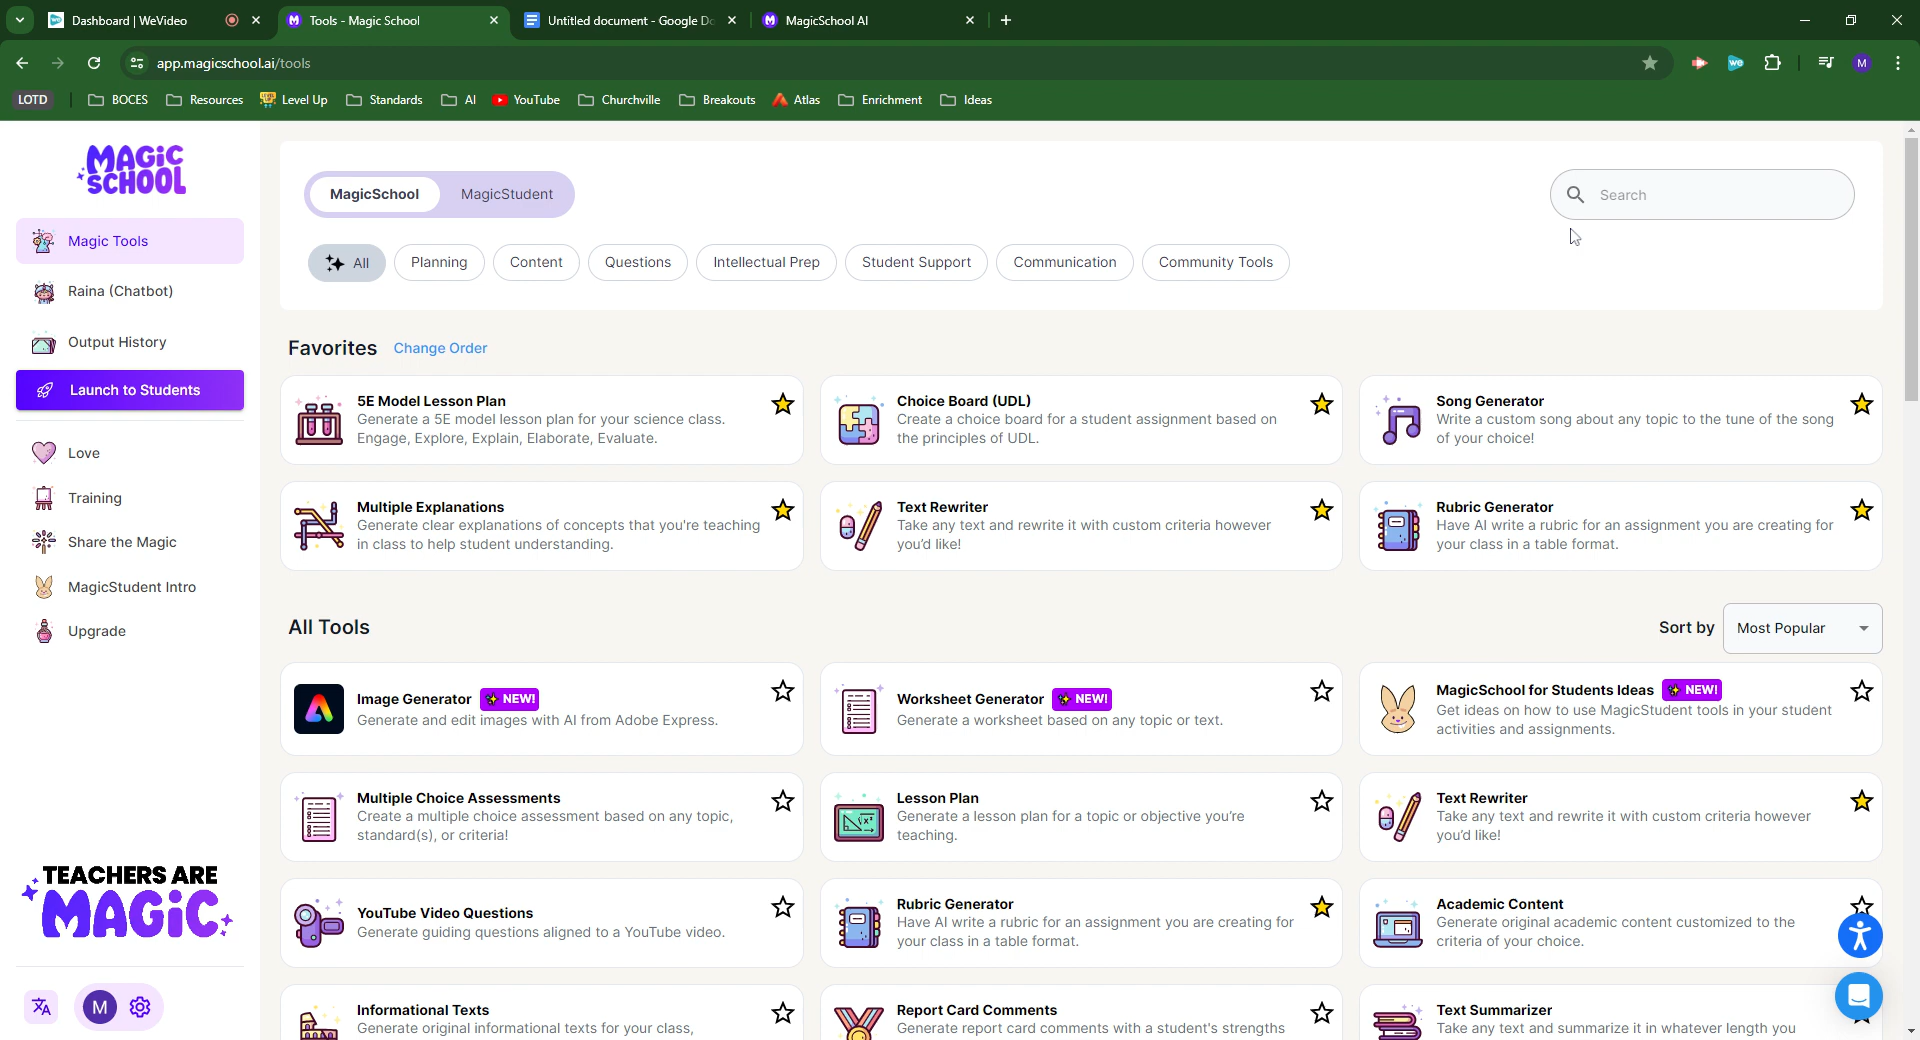 Dashboard | WeVideo
Tools - Magic School
Untitled document - Google Do
MagicSchool AI
app.magicschool.ai/tools
M
LOTD
BOCES
Resources
Level Up
Standards
AI
YouTube
Churchville
Breakouts
Atlas
Enrichment
Ideas
MAGiC
SCHOOL
Magic Tools
Raina (Chatbot)
Output History
Launch to Students
Love
Training
Share the Magic
MagicStudent Intro
Upgrade
TEACHERS ARE
MAGiC
M
MagicSchool
MagicStudent
Search
All
Planning
Content
Questions
Intellectual Prep
Student Support
Communication
Community Tools
Favorites
Change Order
5E Model Lesson Plan
Generate a 5E model lesson plan for your science class.
Engage, Explore, Explain, Elaborate, Evaluate.
Choice Board (UDL)
Create a choice board for a student assignment based on
the principles of UDL.
Song Generator
Write a custom song about any topic to the tune of the song
of your choice!
Multiple Explanations
Generate clear explanations of concepts that you're teaching
in class to help student understanding.
Text Rewriter
Take any text and rewrite it with custom criteria however
you'd like!
Rubric Generator
Have AI write a rubric for an assignment you are creating for
your class in a table format.
All Tools
Sort by
Most Popular
Image Generator
NEW!
Generate and edit images with AI from Adobe Express.
Worksheet Generator
NEW!
Generate a worksheet based on any topic or text.
MagicSchool for Students Ideas
NEW!
Get ideas on how to use MagicStudent tools in your student
activities and assignments.
Multiple Choice Assessments
Create a multiple choice assessment based on any topic,
standard(s), or criteria!
Lesson Plan
Generate a lesson plan for a topic or objective you're
teaching.
Text Rewriter
Take any text and rewrite it with custom criteria however
you'd like!
YouTube Video Questions
Generate guiding questions aligned to a YouTube video.
Rubric Generator
Have AI write a rubric for an assignment you are creating for
your class in a table format.
Academic Content
Generate original academic content customized to the
criteria of your choice.
Informational Texts
Generate original informational texts for your class,
Report Card Comments
Generate report card comments with a student's strengths
Text Summarizer
Take any text and summarize it in whatever length you